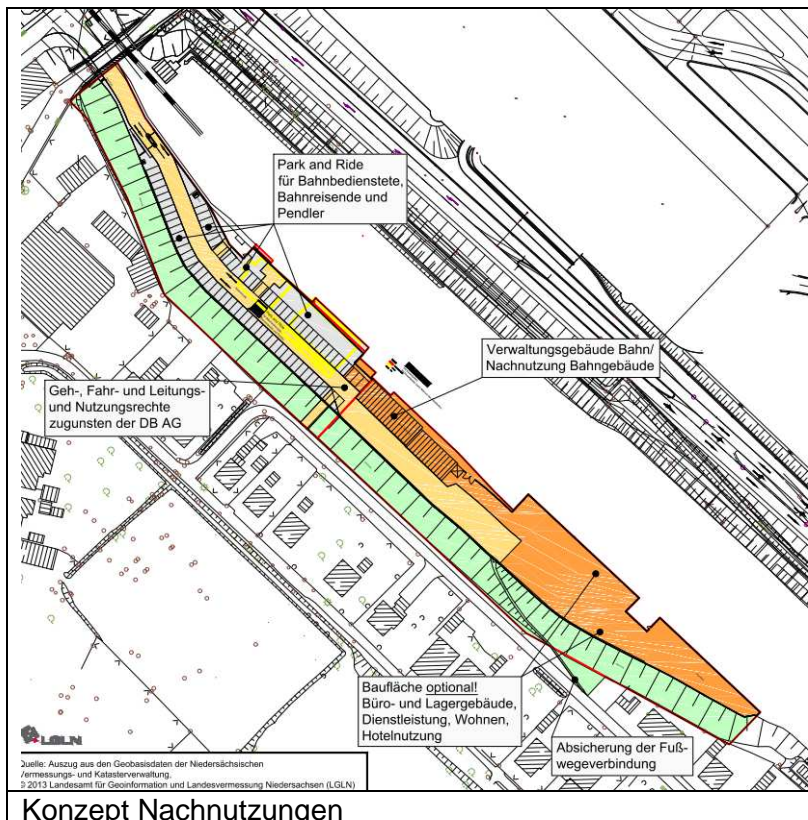 Park and Ride
für Bahnbedienstete,
Bahnreisende und
Pendler
Verwaltungsgebäude Bahn/
Nachnutzung Bahngebäude
Geh-, Fahr- und Leitungs-
und Nutzungsrechte
zugunsten der DB AG
Baufläche optional!
Büro- und Lagergebäude,
Dienstleistung, Wohnen,
Hotelnutzung
Absicherung der Fuß-
wegeverbindung
LGLN
Quelle: Auszug aus den Geobasisdaten der Niedersächsischen
Vermessungs- und Katasterverwaltung,
© 2013 Landesamt für Geoinformation und Landesvermessung Niedersachsen (LGLN)
Konzept Nachnutzungen